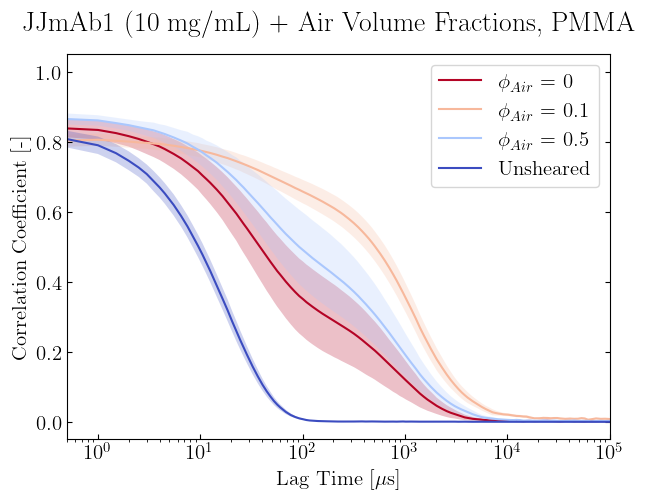 JJmAb1 (10 mg/mL) + Air Volume Fractions, PMMA
ϕ_Air = 0
ϕ_Air = 0.1
ϕ_Air = 0.5
Unsheared
Correlation Coefficient [-]
1.0
0.8
0.6
0.4
0.2
0.0
10^0 10^1 10^2 10^3 10^4 10^5
Lag Time [μs]